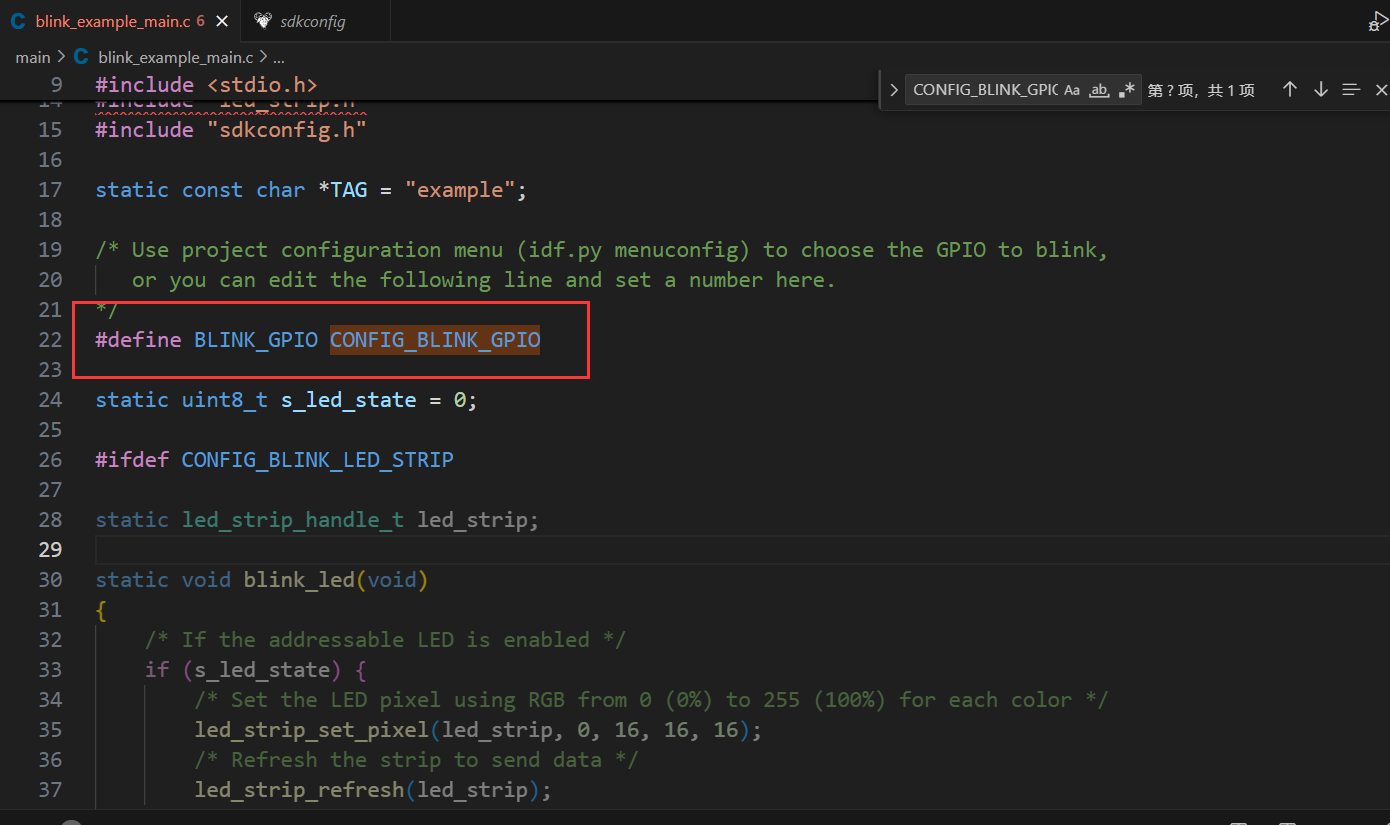 blink_example_main.c 6
sdkconfig
main > blink_example_main.c > ...
CONFIG_BLINK_GPIO Aa ab 第 ? 项，共 1 项
9 #include <stdio.h>
14 #include "led_strip.h"
15 #include "sdkconfig.h"
16
17 static const char *TAG = "example";
18
19 /* Use project configuration menu (idf.py menuconfig) to choose the GPIO to blink,
20 or you can edit the following line and set a number here.
21 */
22 #define BLINK_GPIO CONFIG_BLINK_GPIO
23
24 static uint8_t s_led_state = 0;
25
26 #ifdef CONFIG_BLINK_LED_STRIP
27
28 static led_strip_handle_t led_strip;
29
30 static void blink_led(void)
31 {
32 /* If the addressable LED is enabled */
33 if (s_led_state) {
34 /* Set the LED pixel using RGB from 0 (0%) to 255 (100%) for each color */
35 led_strip_set_pixel(led_strip, 0, 16, 16, 16);
36 /* Refresh the strip to send data */
37 led_strip_refresh(led_strip);